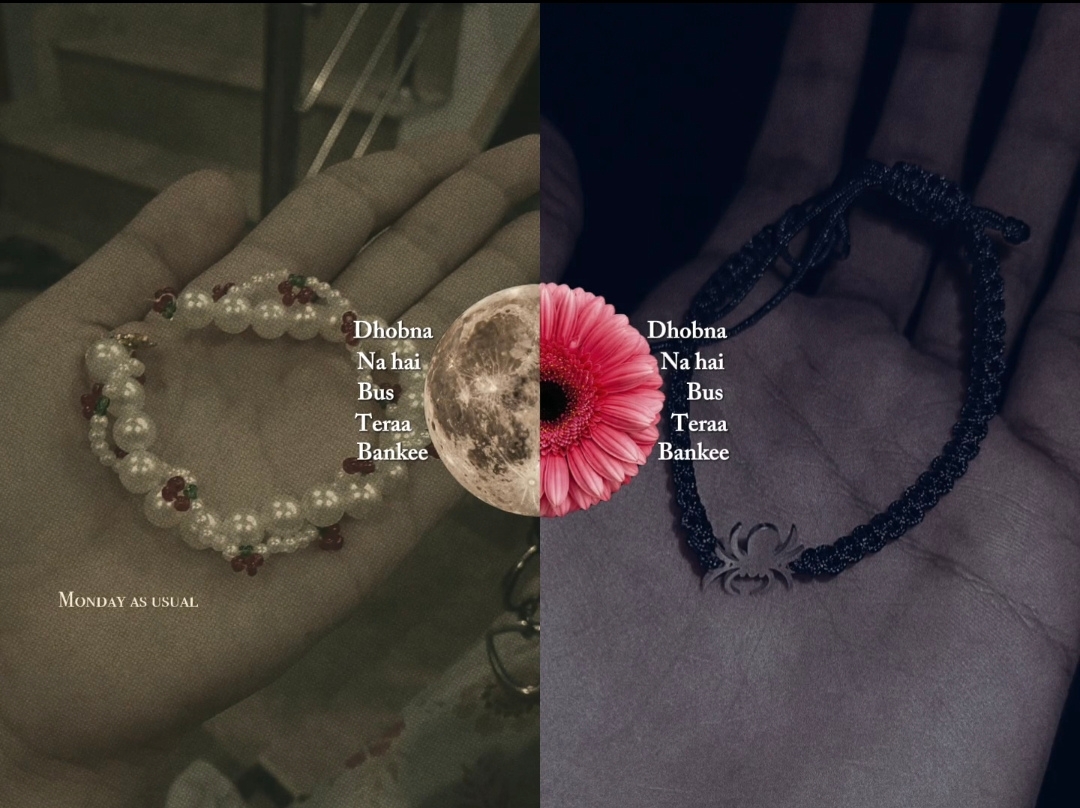 Dhobna
Na hai
Bus
Teraa
Bankee
Dhobna
Na hai
Bus
Teraa
Bankee
Monday as usual